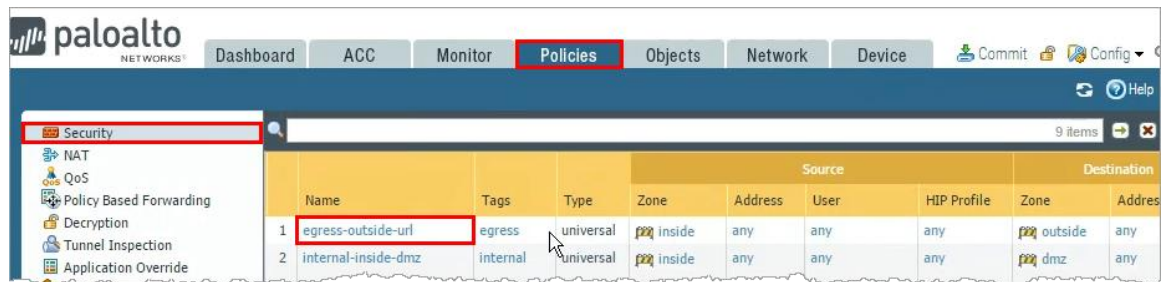 paloalto
NETWORKS®
Dashboard ACC Monitor Policies Objects Network Device Commit Config
Help
Security
9 items
NAT
QoS
Policy Based Forwarding
Decryption
Tunnel Inspection
Application Override
Source Destination
Name Tags Type Zone Address User HIP Profile Zone Addres
1 egress-outside-url egress universal inside any any any outside any
2 internal-inside-dmz internal universal inside any any any dmz any